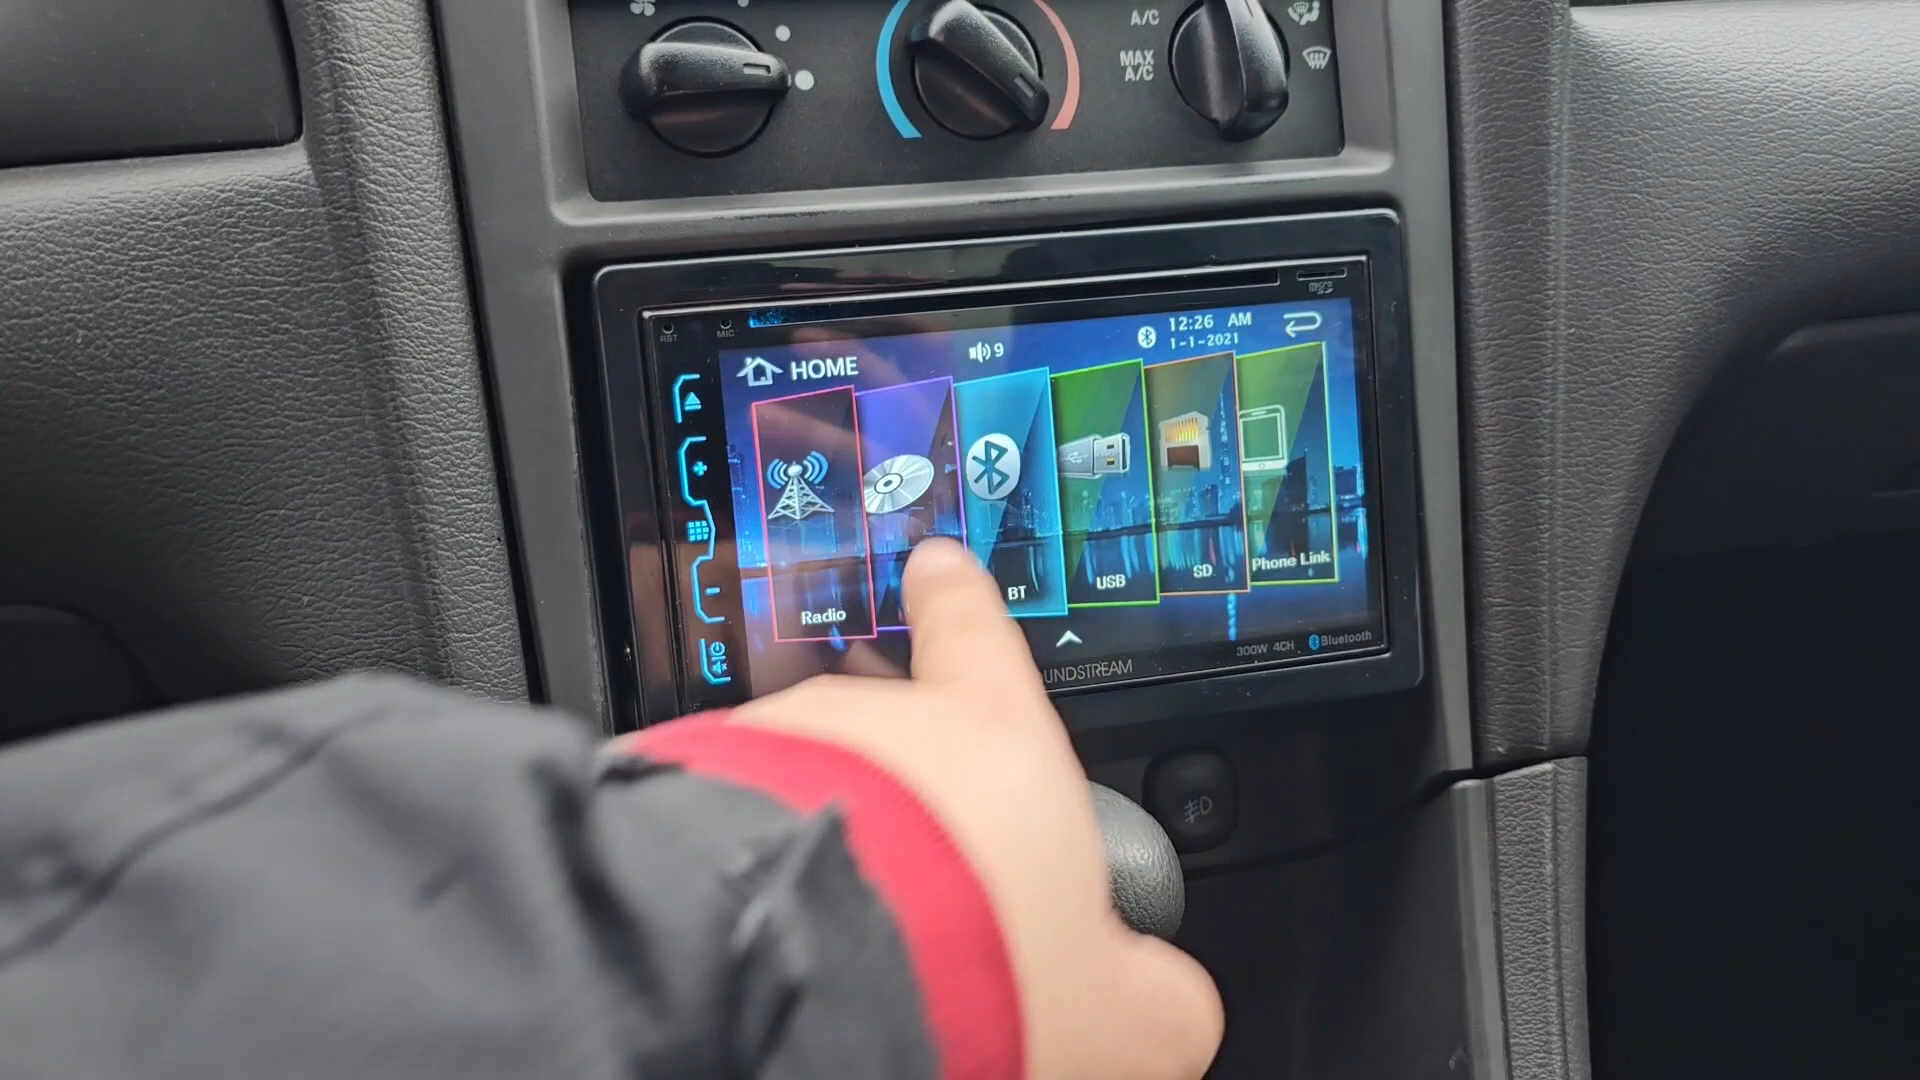 A/C
MAX
A/C
micro
RST
MIC
HOME
9
12:26 AM
1-1-2021
Radio
BT
USB
SD
Phone Link
UNDSTREAM
300W 4CH
Bluetooth